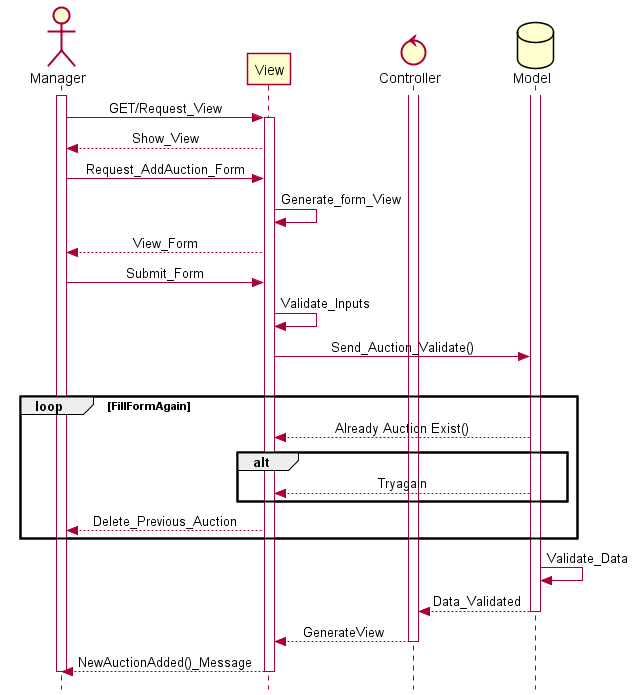 Manager
View
Controller
Model
GET/Request_View
Show_View
Request_AddAuction_Form
Generate_form_View
View_Form
Submit_Form
Validate_Inputs
Send_Auction_Validate()
loop [FillFormAgain]
Already Auction Exist()
alt
Tryagain
Delete_Previous_Auction
Validate_Data
Data_Validated
GenerateView
NewAuctionAdded()_Message